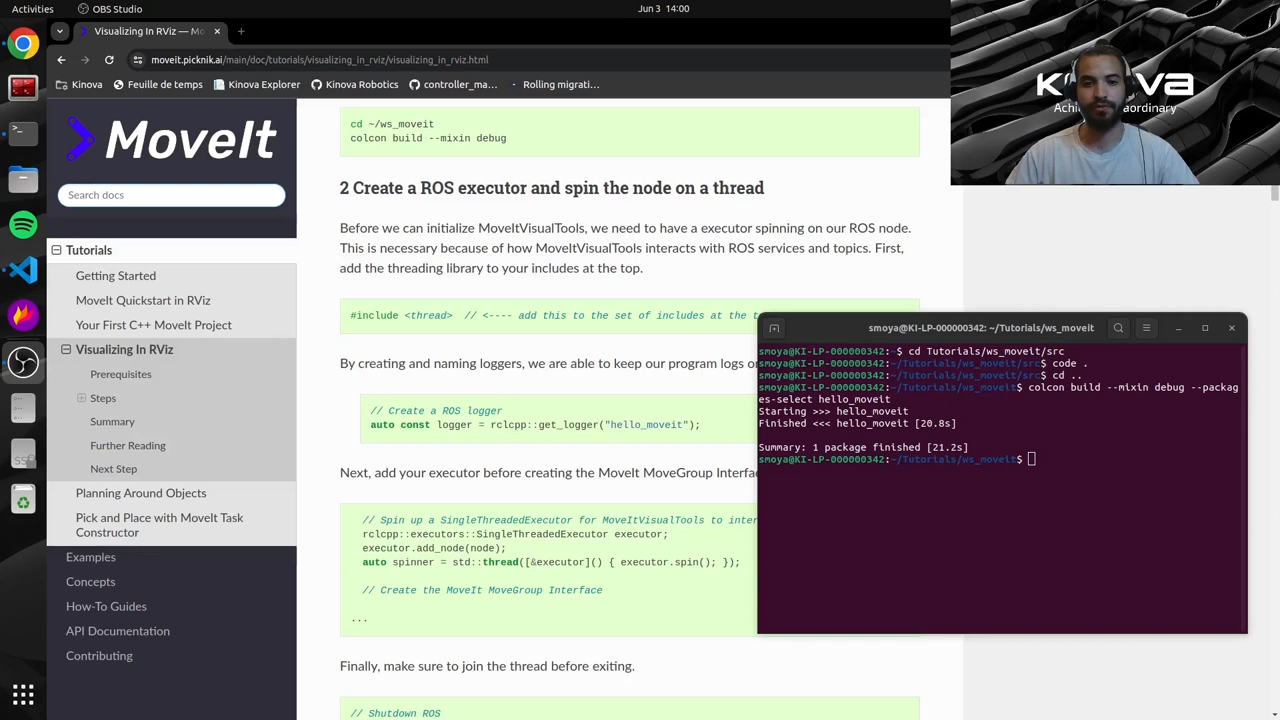 Activities
OBS Studio
Jun 3 14:00
Visualizing In RViz — Mo
moveit.picknik.ai/main/doc/tutorials/visualizing_in_rviz/visualizing_in_rviz.html
Kinova
Feuille de temps
Kinova Explorer
Kinova Robotics
controller_ma...
Rolling migrati...
MoveIt
Search docs
Tutorials
Getting Started
MoveIt Quickstart in RViz
Your First C++ MoveIt Project
Visualizing In RViz
Prerequisites
Steps
Summary
Further Reading
Next Step
Planning Around Objects
Pick and Place with MoveIt Task
Constructor
Examples
Concepts
How-To Guides
API Documentation
Contributing
cd ~/ws_moveit
colcon build --mixin debug
2 Create a ROS executor and spin the node on a thread
Before we can initialize MoveItVisualTools, we need to have a executor spinning on our ROS node.
This is necessary because of how MoveItVisualTools interacts with ROS services and topics. First,
add the threading library to your includes at the top.
#include <thread>  // <---- add this to the set of includes at the t
By creating and naming loggers, we are able to keep our program logs o
// Create a ROS logger
auto const logger = rclcpp::get_logger("hello_moveit");
Next, add your executor before creating the MoveIt MoveGroup Interfa
// Spin up a SingleThreadedExecutor for MoveItVisualTools to inter
rclcpp::executors::SingleThreadedExecutor executor;
executor.add_node(node);
auto spinner = std::thread([&executor]() { executor.spin(); });
// Create the MoveIt MoveGroup Interface
...
Finally, make sure to join the thread before exiting.
// Shutdown ROS
smoya@KI-LP-000000342: ~/Tutorials/ws_moveit
smoya@KI-LP-000000342:~$ cd Tutorials/ws_moveit/src
smoya@KI-LP-000000342:~/Tutorials/ws_moveit/src$ code .
smoya@KI-LP-000000342:~/Tutorials/ws_moveit/src$ cd ..
smoya@KI-LP-000000342:~/Tutorials/ws_moveit$ colcon build --mixin debug --packag
es-select hello_moveit
Starting >>> hello_moveit
Finished <<< hello_moveit [20.8s]
Summary: 1 package finished [21.2s]
smoya@KI-LP-000000342:~/Tutorials/ws_moveit$